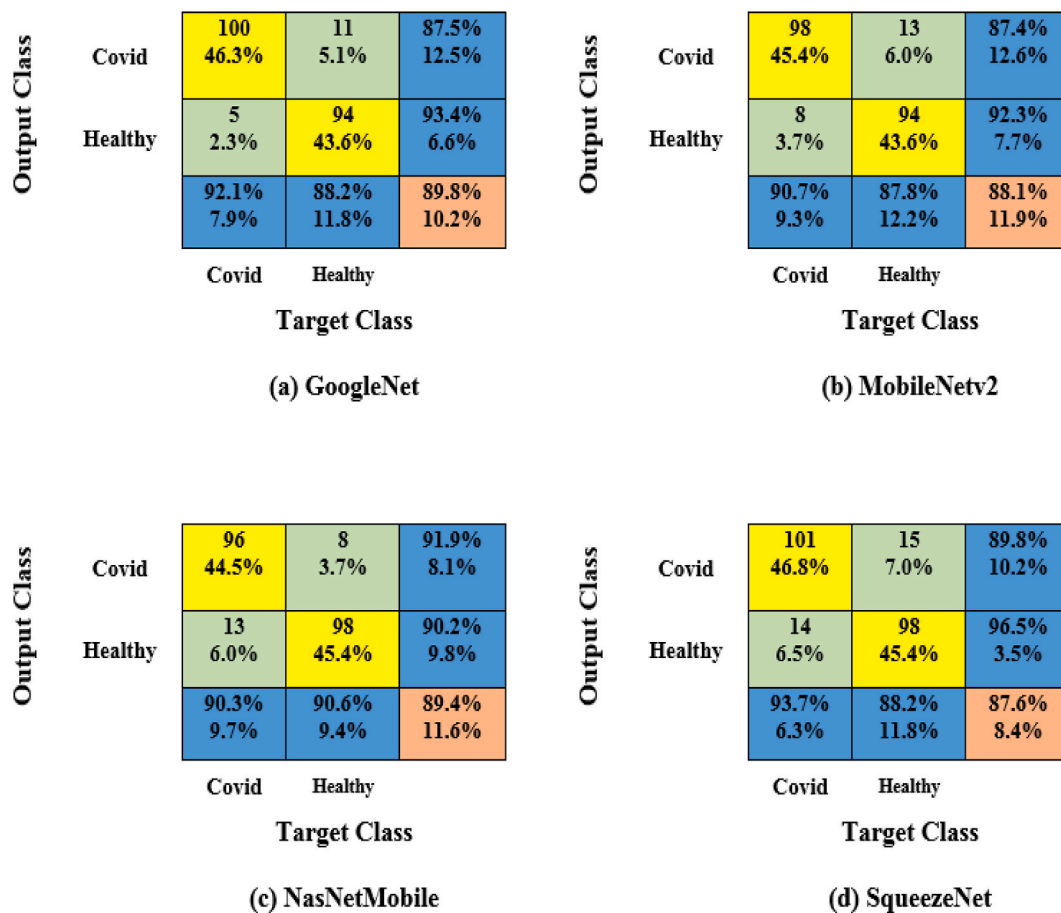 Output Class
Covid
100 11 87.5%
46.3% 5.1% 12.5%
Healthy
5 94 93.4%
2.3% 43.6% 6.6%
92.1% 88.2% 89.8%
7.9% 11.8% 10.2%
Covid Healthy
Target Class
(a) GoogleNet
Output Class
Covid
98 13 87.4%
45.4% 6.0% 12.6%
Healthy
8 94 92.3%
3.7% 43.6% 7.7%
90.7% 87.8% 88.1%
9.3% 12.2% 11.9%
Covid Healthy
Target Class
(b) MobileNetv2
Output Class
Covid
96 8 91.9%
44.5% 3.7% 8.1%
Healthy
13 98 90.2%
6.0% 45.4% 9.8%
90.3% 90.6% 89.4%
9.7% 9.4% 11.6%
Covid Healthy
Target Class
(c) NasNetMobile
Output Class
Covid
101 15 89.8%
46.8% 7.0% 10.2%
Healthy
14 98 96.5%
6.5% 45.4% 3.5%
93.7% 88.2% 87.6%
6.3% 11.8% 8.4%
Covid Healthy
Target Class
(d) SqueezeNet